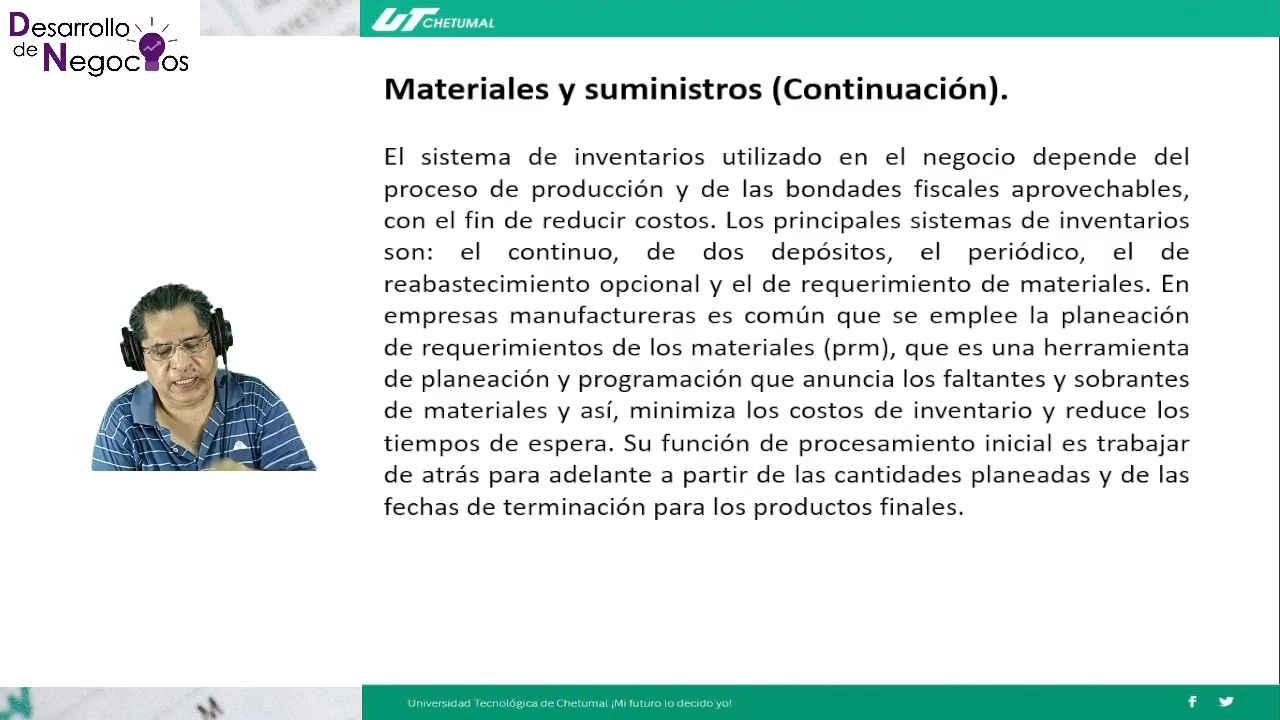 Desarrollo
de
Negocios
UT CHETUMAL
Materiales y suministros (Continuación).
El sistema de inventarios utilizado en el negocio depende del
proceso de producción y de las bondades fiscales aprovechables,
con el fin de reducir costos. Los principales sistemas de inventarios
son: el continuo, de dos depósitos, el periódico, el de
reabastecimiento opcional y el de requerimiento de materiales. En
empresas manufactureras es común que se emplee la planeación
de requerimientos de los materiales (prm), que es una herramienta
de planeación y programación que anuncia los faltantes y sobrantes
de materiales y así, minimiza los costos de inventario y reduce los
tiempos de espera. Su función de procesamiento inicial es trabajar
de atrás para adelante a partir de las cantidades planeadas y de las
fechas de terminación para los productos finales.
Universidad Tecnológica de Chetumal ¡Mi futuro lo decido yo!